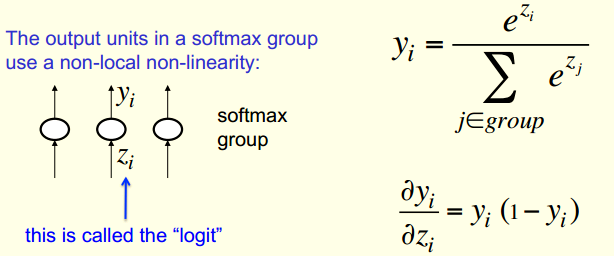 The output units in a softmax group
use a non-local non-linearity:
y_i
z_i
softmax
group
this is called the “logit”
y_i = e^{z_i} / ∑_{j∈group} e^{z_j}
∂y_i / ∂z_i = y_i (1 − y_i)